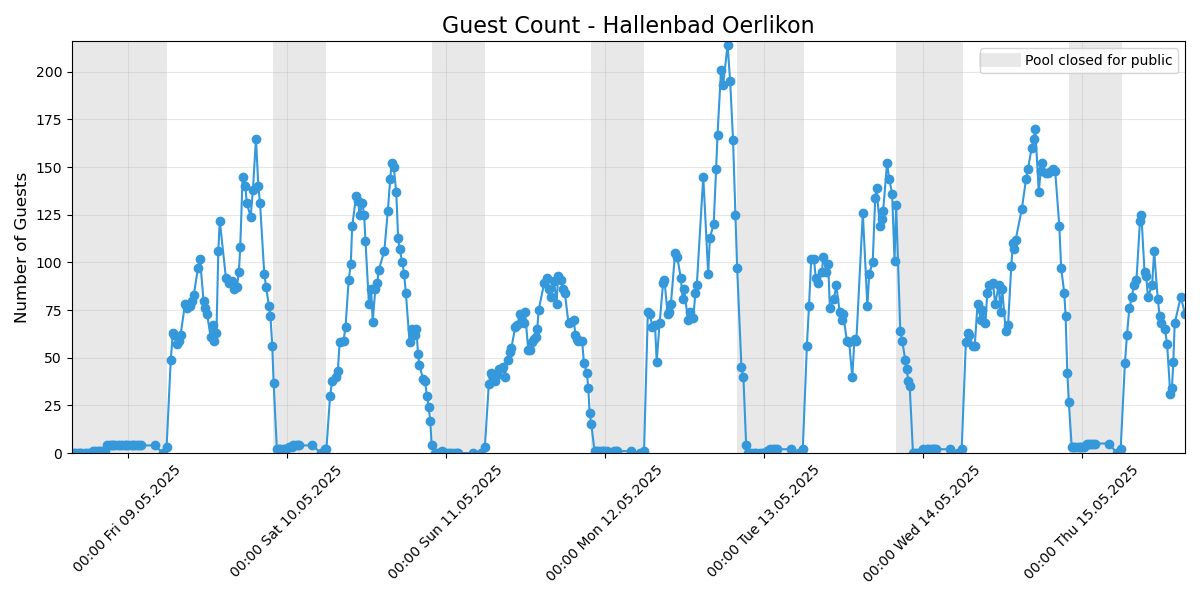 Guest Count - Hallenbad Oerlikon
Pool closed for public
Number of Guests
200
175
150
125
100
75
50
25
0
00:00 Fri 09.05.2025
00:00 Sat 10.05.2025
00:00 Sun 11.05.2025
00:00 Mon 12.05.2025
00:00 Tue 13.05.2025
00:00 Wed 14.05.2025
00:00 Thu 15.05.2025